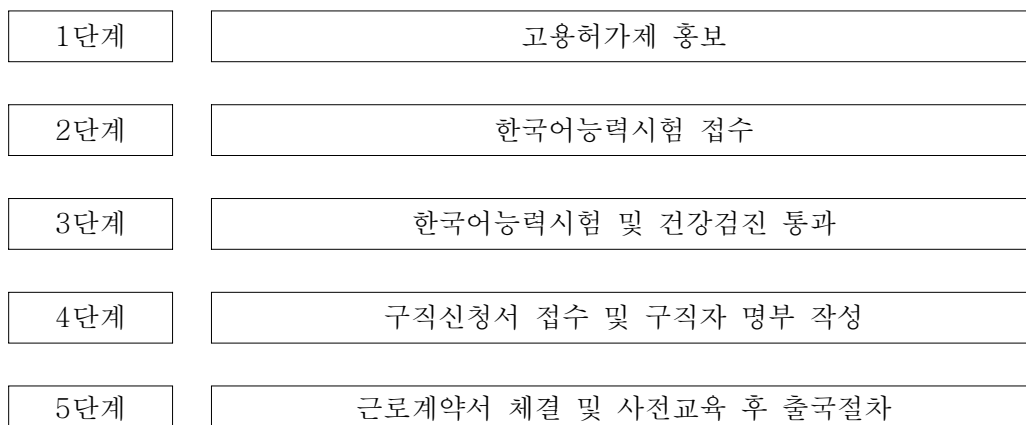 1단계 고용허가제 홍보
2단계 한국어능력시험 접수
3단계 한국어능력시험 및 건강검진 통과
4단계 구직신청서 접수 및 구직자 명부 작성
5단계 근로계약서 체결 및 사전교육 후 출국절차